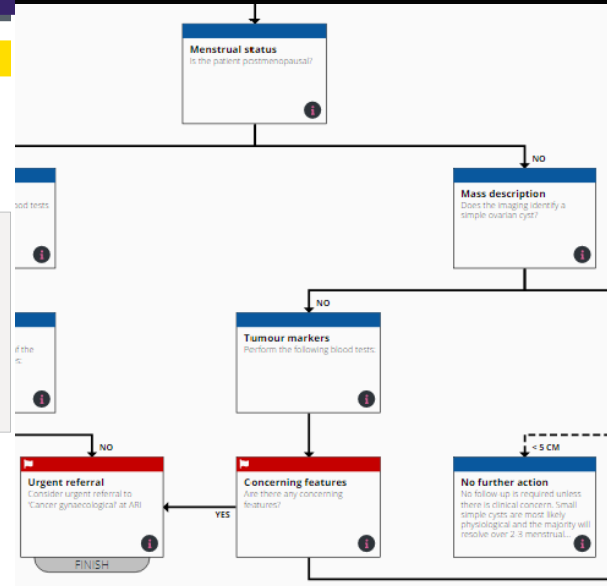 Menstrual status
Is the patient postmenopausal?
NO
ood tests
Mass description
Does the imaging identify a
simple ovarian cyst?
NO
Tumour markers
Perform the following blood tests:
of the
NO
< 5 CM
Urgent referral
Consider urgent referral to
'Cancer gynaecological' at ARI
FINISH
YES
Concerning features
Are there any concerning
features?
No further action
No follow up is required unless
there is clinical concern. Small
simple cysts are most likely
physiological and the majority will
resolve over 2-3 menstrual...